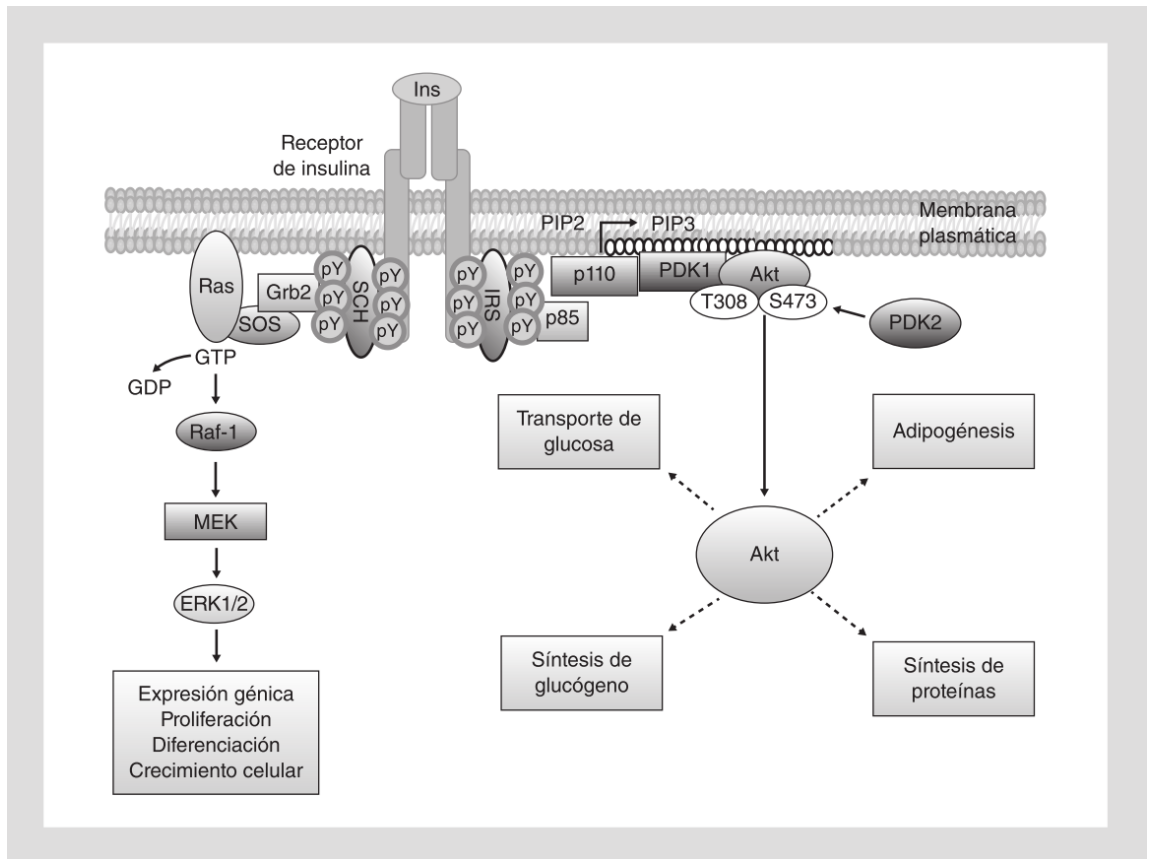 Ins
Receptor
de insulina
PIP2
PIP3
Membrana
plasmática
Ras
Grb2
SOS
pY
pY
pY
SCH
pY
pY
pY
pY
pY
pY
IRS
pY
pY
pY
p110
p85
PDK1
Akt
T308
S473
PDK2
GTP
GDP
Raf-1
MEK
ERK1/2
Expresión génica
Proliferación
Diferenciación
Crecimiento celular
Transporte de
glucosa
Adipogénesis
Akt
Síntesis de
glucógeno
Síntesis de
proteínas